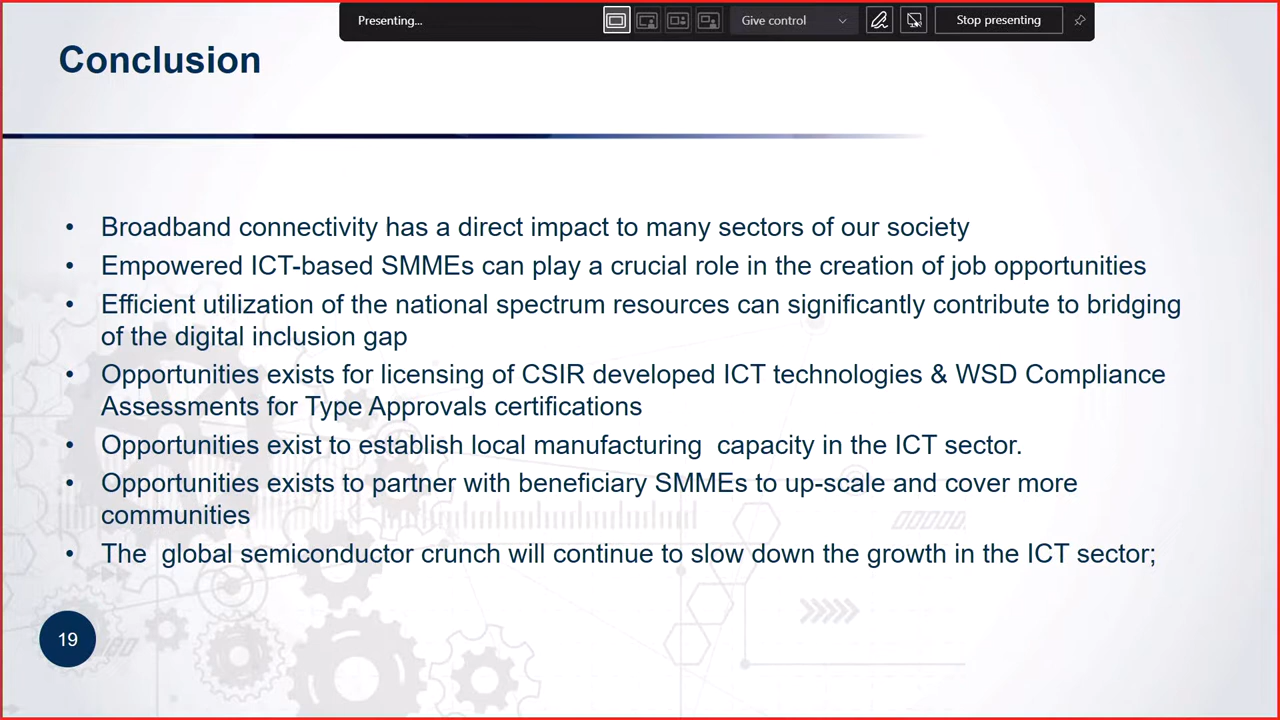 Presenting...
Give control
Stop presenting
Conclusion
• Broadband connectivity has a direct impact to many sectors of our society
• Empowered ICT-based SMMEs can play a crucial role in the creation of job opportunities
• Efficient utilization of the national spectrum resources can significantly contribute to bridging
of the digital inclusion gap
• Opportunities exists for licensing of CSIR developed ICT technologies & WSD Compliance
Assessments for Type Approvals certifications
• Opportunities exist to establish local manufacturing  capacity in the ICT sector.
• Opportunities exists to partner with beneficiary SMMEs to up-scale and cover more
communities
• The  global semiconductor crunch will continue to slow down the growth in the ICT sector;
19